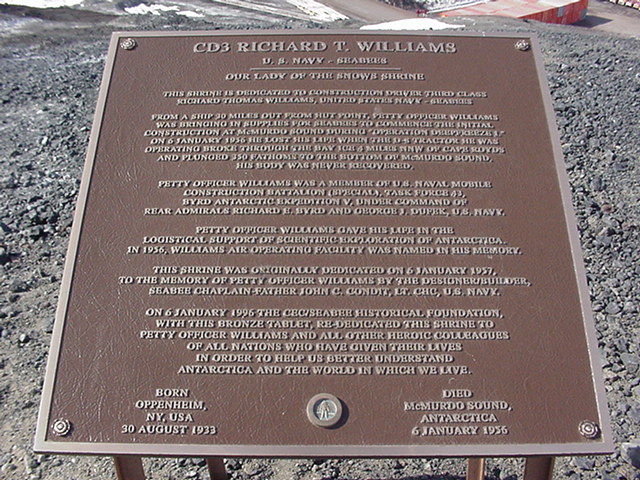 CD3 RICHARD T. WILLIAMS
U. S. NAVY - SEABEES
OUR LADY OF THE SNOWS SHRINE
THIS SHRINE IS DEDICATED TO CONSTRUCTION DRIVER THIRD CLASS
RICHARD THOMAS WILLIAMS, UNITED STATES NAVY - SEABEES
FROM A SHIP 30 MILES OUT FROM HUT POINT, PETTY OFFICER WILLIAMS
WAS BRINGING IN SUPPLIES FOR SEABEES TO COMMENCE THE INITIAL
CONSTRUCTION AT McMURDO SOUND DURING "OPERATION DEEPFREEZE I."
ON 6 JANUARY 1956 HE LOST HIS LIFE WHEN THE D-8 TRACTOR HE WAS
OPERATING BROKE THROUGH THE BAY ICE 6 MILES NNW OF CAPE ROYDS
AND PLUNGED 350 FATHOMS TO THE BOTTOM OF McMURDO SOUND.
HIS BODY WAS NEVER RECOVERED.
PETTY OFFICER WILLIAMS WAS A MEMBER OF U.S. NAVAL MOBILE
CONSTRUCTION BATTALION (SPECIAL), TASK FORCE 43,
BYRD ANTARCTIC EXPEDITION V, UNDER COMMAND OF
REAR ADMIRALS RICHARD E. BYRD AND GEORGE J. DUFEK, U.S. NAVY.
PETTY OFFICER WILLIAMS GAVE HIS LIFE IN THE
LOGISTICAL SUPPORT OF SCIENTIFIC EXPLORATION OF ANTARCTICA.
IN 1956, WILLIAMS AIR OPERATING FACILITY WAS NAMED IN HIS MEMORY.
THIS SHRINE WAS ORIGINALLY DEDICATED ON 6 JANUARY 1957,
TO THE MEMORY OF PETTY OFFICER WILLIAMS BY THE DESIGNER/BUILDER,
SEABEE CHAPLAIN-FATHER JOHN C. CONDIT, LT. CHC, U.S. NAVY.
ON 6 JANUARY 1996 THE CEC/SEABEE HISTORICAL FOUNDATION,
WITH THIS BRONZE TABLET, RE-DEDICATED THIS SHRINE TO
PETTY OFFICER WILLIAMS AND ALL OTHER HEROIC COLLEAGUES
OF ALL NATIONS WHO HAVE GIVEN THEIR LIVES
IN ORDER TO HELP US BETTER UNDERSTAND
ANTARCTICA AND THE WORLD IN WHICH WE LIVE.
BORN
OPPENHEIM,
NY, USA
30 AUGUST 1933
DIED
McMURDO SOUND,
ANTARCTICA
6 JANUARY 1956